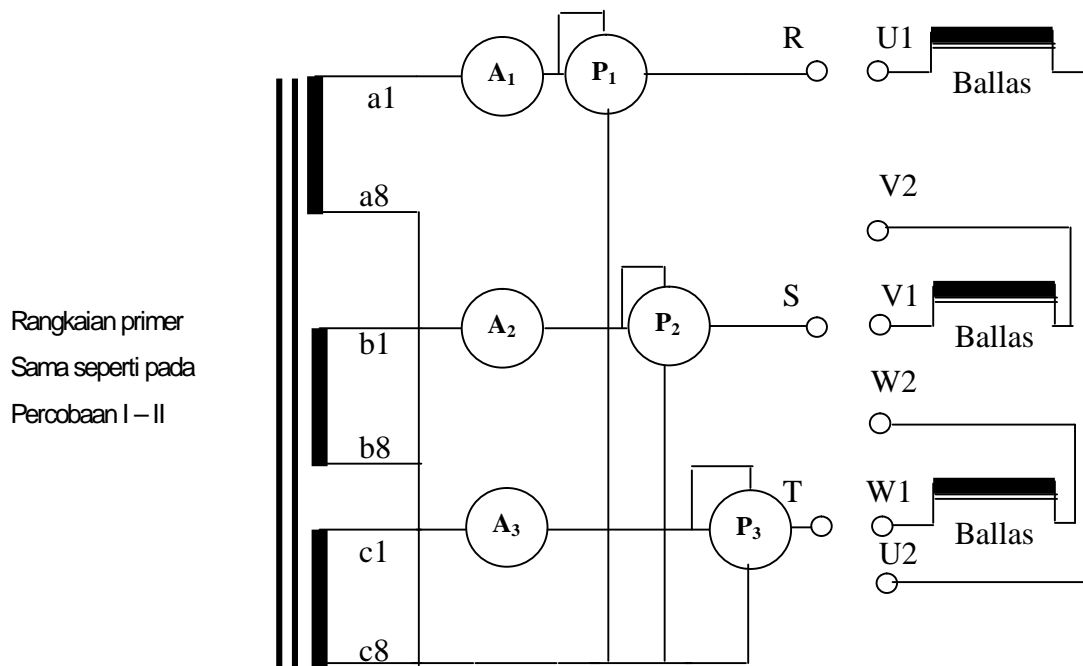 R
U1
A₁
P₁
Ballas
a1
a8
V2
S
V1
A₂
P₂
Ballas
b1
Rangkaian primer
Sama seperti pada
Percobaan I – II
W2
b8
T
W1
A₃
P₃
Ballas
c1
U2
c8